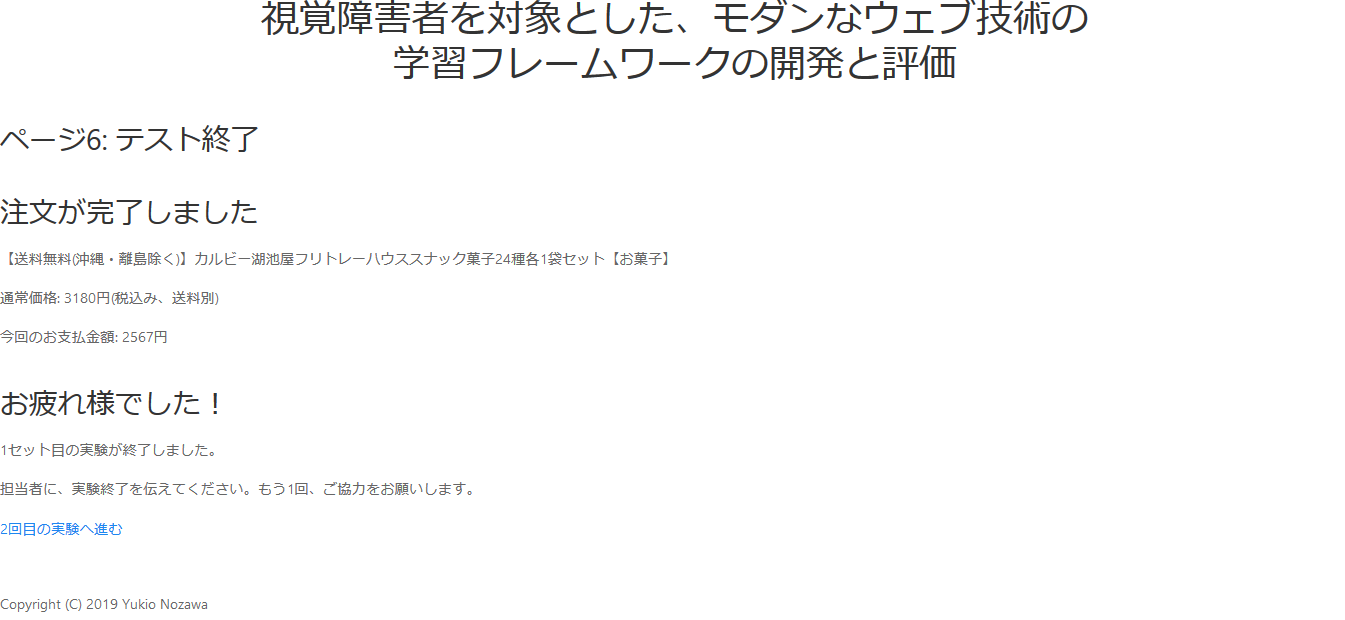 視覚障害者を対象とした、モダンなウェブ技術の
学習フレームワークの開発と評価
ページ6: テスト終了
注文が完了しました
【送料無料(沖縄・離島除く)】カルビー湖池屋フリトレーハウススナック菓子24種各1袋セット【お菓子】
通常価格: 3180円(税込み、送料別)
今回のお支払金額: 2567円
お疲れ様でした！
1セット目の実験が終了しました。
担当者に、実験終了を伝えてください。もう1回、ご協力をお願いします。
2回目の実験へ進む
Copyright (C) 2019 Yukio Nozawa